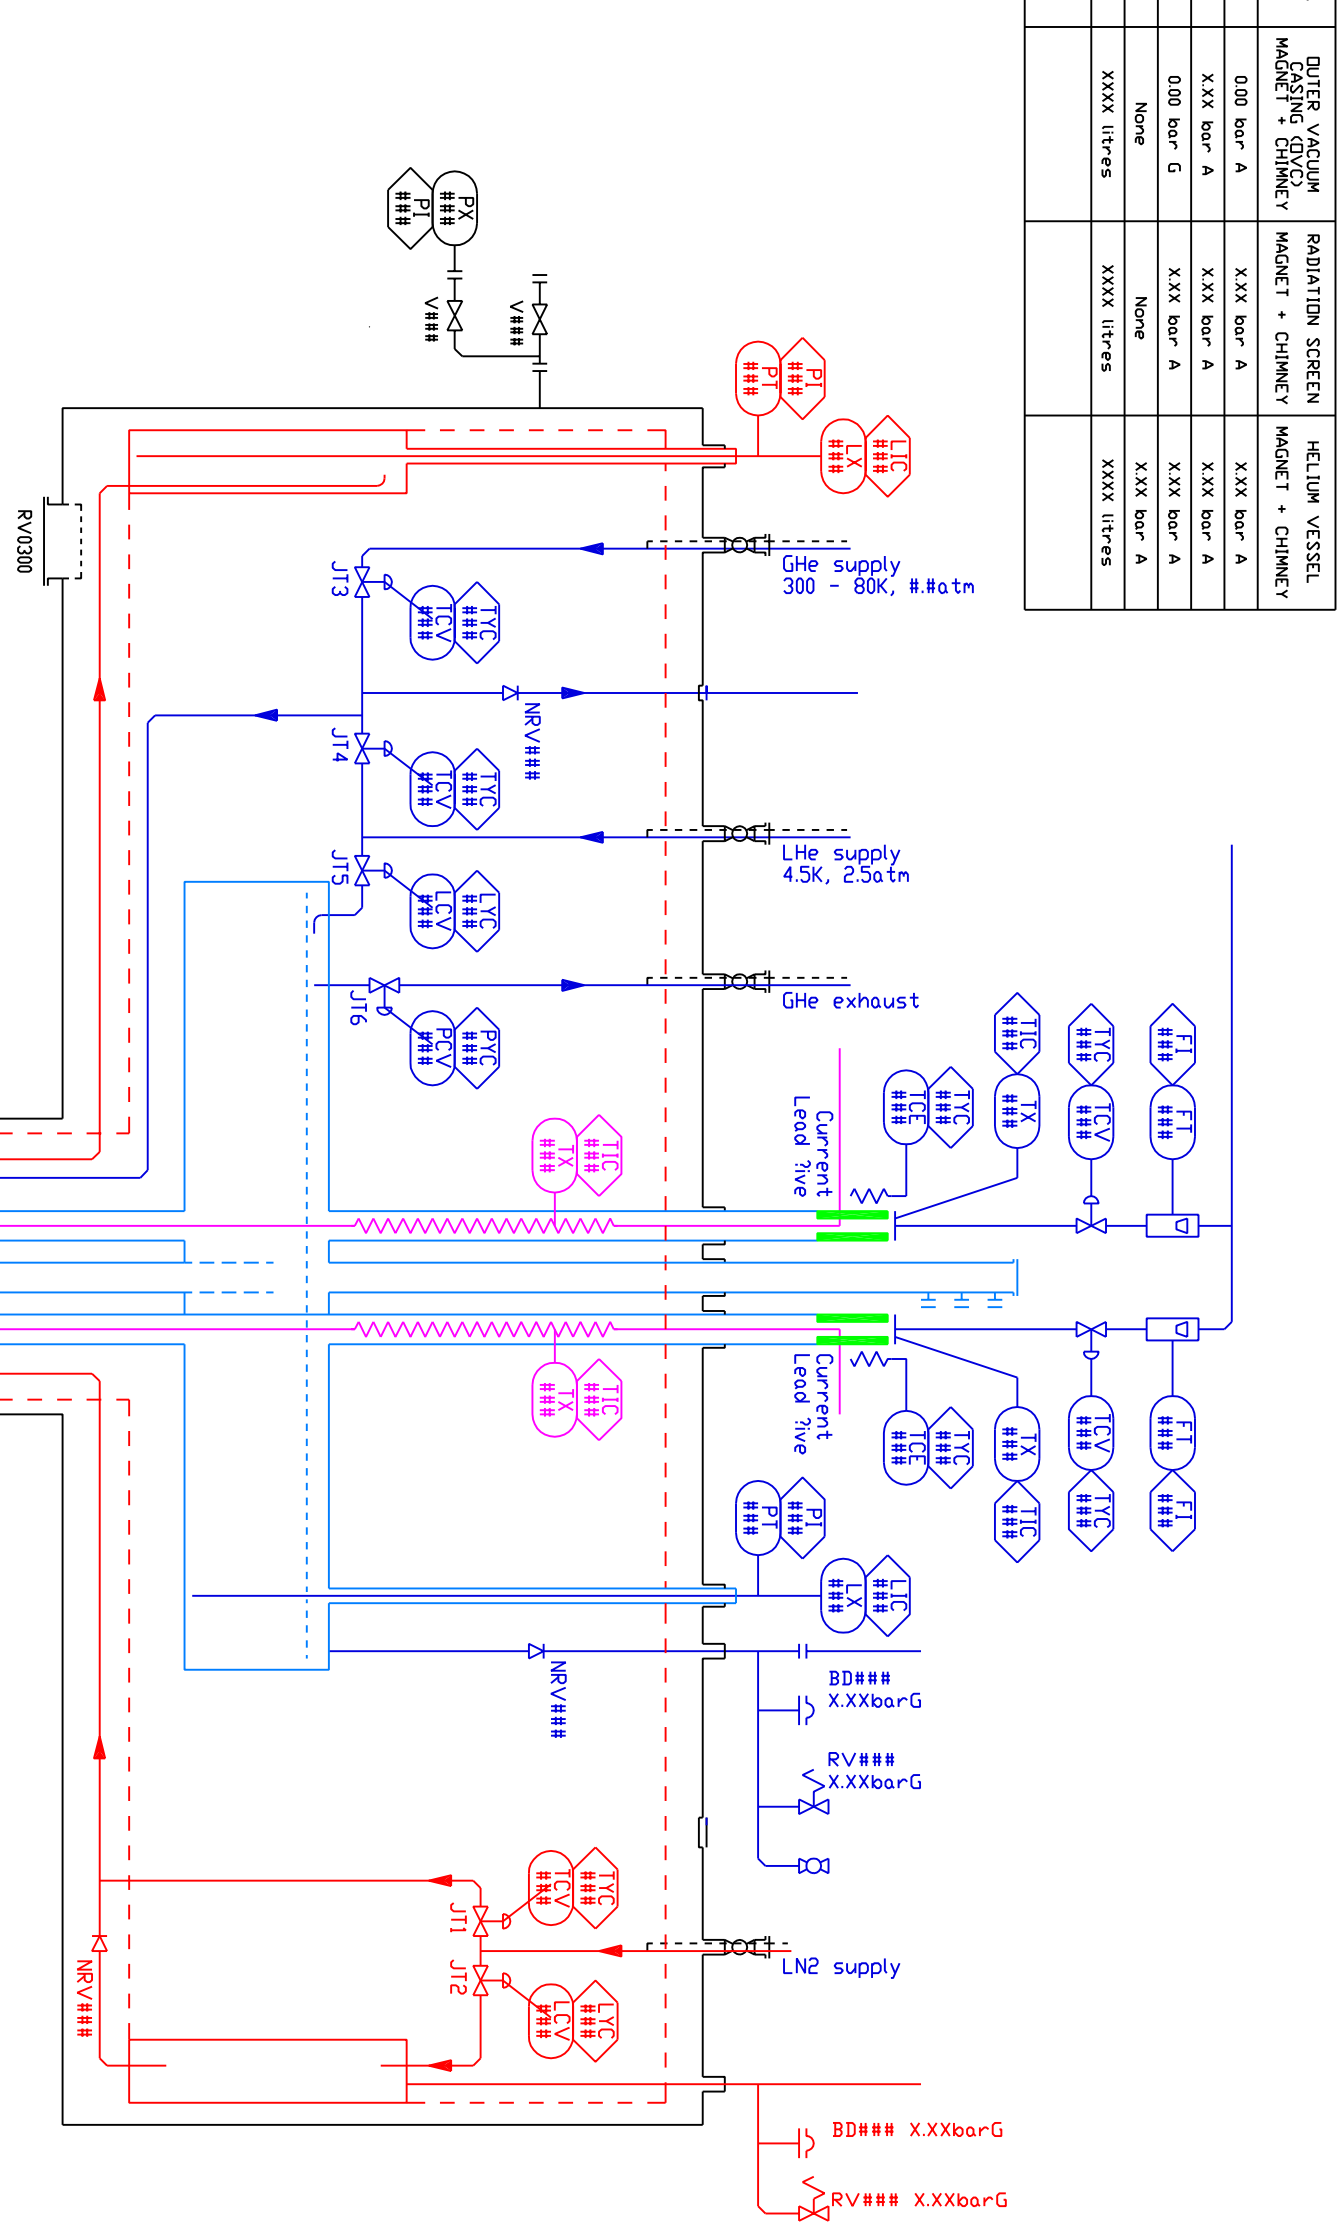 OUTER VACUUM
CASING (OVC)
MAGNET + CHIMNEY
RADIATION SCREEN
MAGNET + CHIMNEY
HELIUM VESSEL
MAGNET + CHIMNEY
0.00 bar A
X.XX bar A
X.XX bar A
X.XX bar A
X.XX bar A
X.XX bar A
0.00 bar G
X.XX bar A
X.XX bar A
None
None
X.XX bar A
XXXX litres
XXXX litres
XXXX litres
PX
###
PI
###
V###
V###
PI
###
PT
###
LIC
###
LX
###
RV0300
GHe supply
300 - 80K, #.#atm
JT3
TYC
###
TCV
###
NRV###
JT4
TYC
###
TCV
###
LHe supply
4.5K, 2.5atm
JT5
LYC
###
LCV
###
GHe exhaust
JT6
PYC
###
PCV
###
TIC
###
TX
###
TYC
###
TCV
###
FI
###
FT
###
TYC
###
TCE
###
Current
Lead ?ive
TIC
###
TX
###
TIC
###
TX
###
Current
Lead ?ive
TYC
###
TCE
###
TX
###
TIC
###
TCV
###
TYC
###
FT
###
FI
###
PI
###
PT
###
LIC
###
LX
###
NRV###
BD###
X.XXbarG
RV###
X.XXbarG
TYC
###
TCV
###
JT1
LN2 supply
JT2
LYC
###
LCV
###
NRV###
BD### X.XXbarG
RV### X.XXbarG